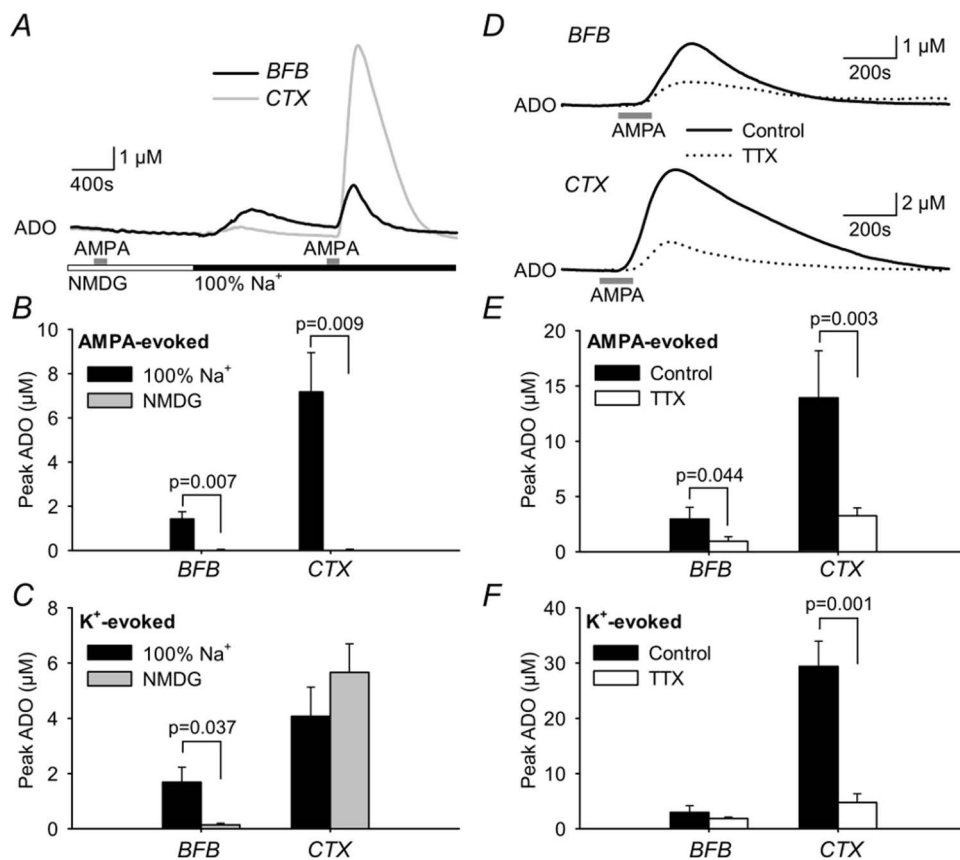 A
BFB
CTX
1 µM
400s
ADO
AMPA
AMPA
NMDG
100% Na+
B
AMPA-evoked
100% Na+
NMDG
p=0.007
p=0.009
Peak ADO (µM)
10
8
6
4
2
0
BFB
CTX
C
K+-evoked
100% Na+
NMDG
p=0.037
Peak ADO (µM)
8
6
4
2
0
BFB
CTX
D
BFB
1 µM
200s
ADO
AMPA
Control
TTX
CTX
2 µM
200s
ADO
AMPA
E
AMPA-evoked
Control
TTX
p=0.044
p=0.003
Peak ADO (µM)
20
15
10
5
0
BFB
CTX
F
K+-evoked
Control
TTX
p=0.001
Peak ADO (µM)
40
30
20
10
0
BFB
CTX